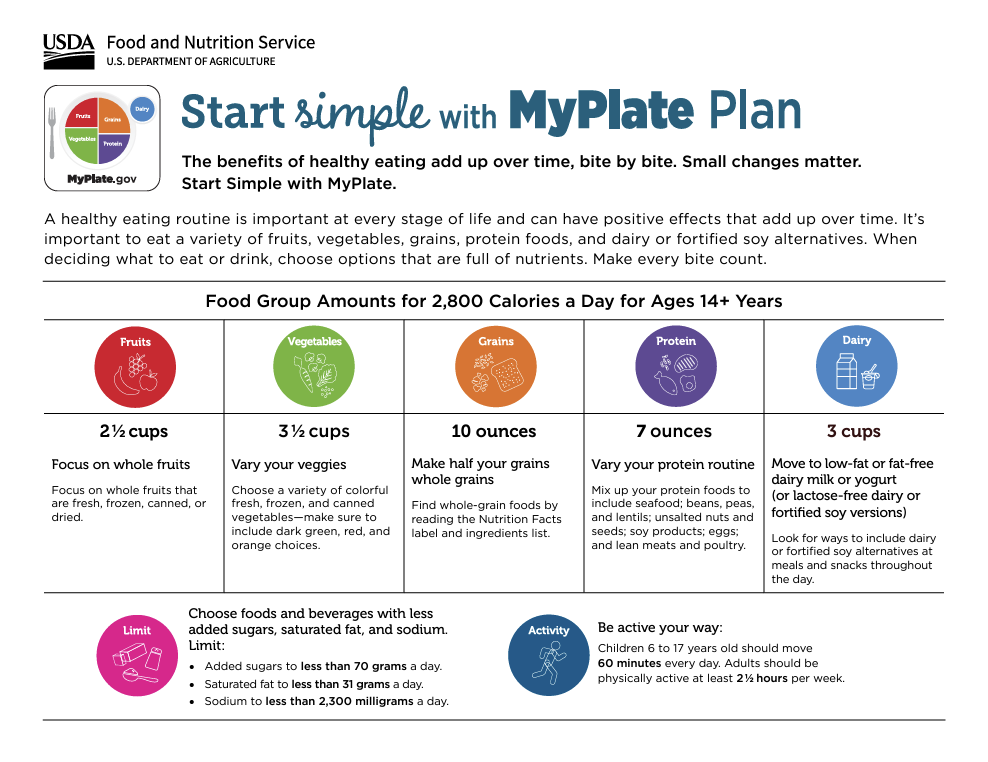 USDA Food and Nutrition Service
U.S. DEPARTMENT OF AGRICULTURE
Fruits
Grains
Dairy
Vegetables
Protein
MyPlate.gov
Start simple with MyPlate Plan
The benefits of healthy eating add up over time, bite by bite. Small changes matter.
Start Simple with MyPlate.
A healthy eating routine is important at every stage of life and can have positive effects that add up over time. It's
important to eat a variety of fruits, vegetables, grains, protein foods, and dairy or fortified soy alternatives. When
deciding what to eat or drink, choose options that are full of nutrients. Make every bite count.
Food Group Amounts for 2,800 Calories a Day for Ages 14+ Years
Fruits
2½ cups
Focus on whole fruits
Focus on whole fruits that
are fresh, frozen, canned, or
dried.
Vegetables
3½ cups
Vary your veggies
Choose a variety of colorful
fresh, frozen, and canned
vegetables—make sure to
include dark green, red, and
orange choices.
Grains
10 ounces
Make half your grains
whole grains
Find whole-grain foods by
reading the Nutrition Facts
label and ingredients list.
Protein
7 ounces
Vary your protein routine
Mix up your protein foods to
include seafood; beans, peas,
and lentils; unsalted nuts and
seeds; soy products; eggs;
and lean meats and poultry.
Dairy
3 cups
Move to low-fat or fat-free
dairy milk or yogurt
(or lactose-free dairy or
fortified soy versions)
Look for ways to include dairy
or fortified soy alternatives at
meals and snacks throughout
the day.
Limit
Choose foods and beverages with less
added sugars, saturated fat, and sodium.
Limit:
• Added sugars to less than 70 grams a day.
• Saturated fat to less than 31 grams a day.
• Sodium to less than 2,300 milligrams a day.
Activity
Be active your way:
Children 6 to 17 years old should move
60 minutes every day. Adults should be
physically active at least 2½ hours per week.